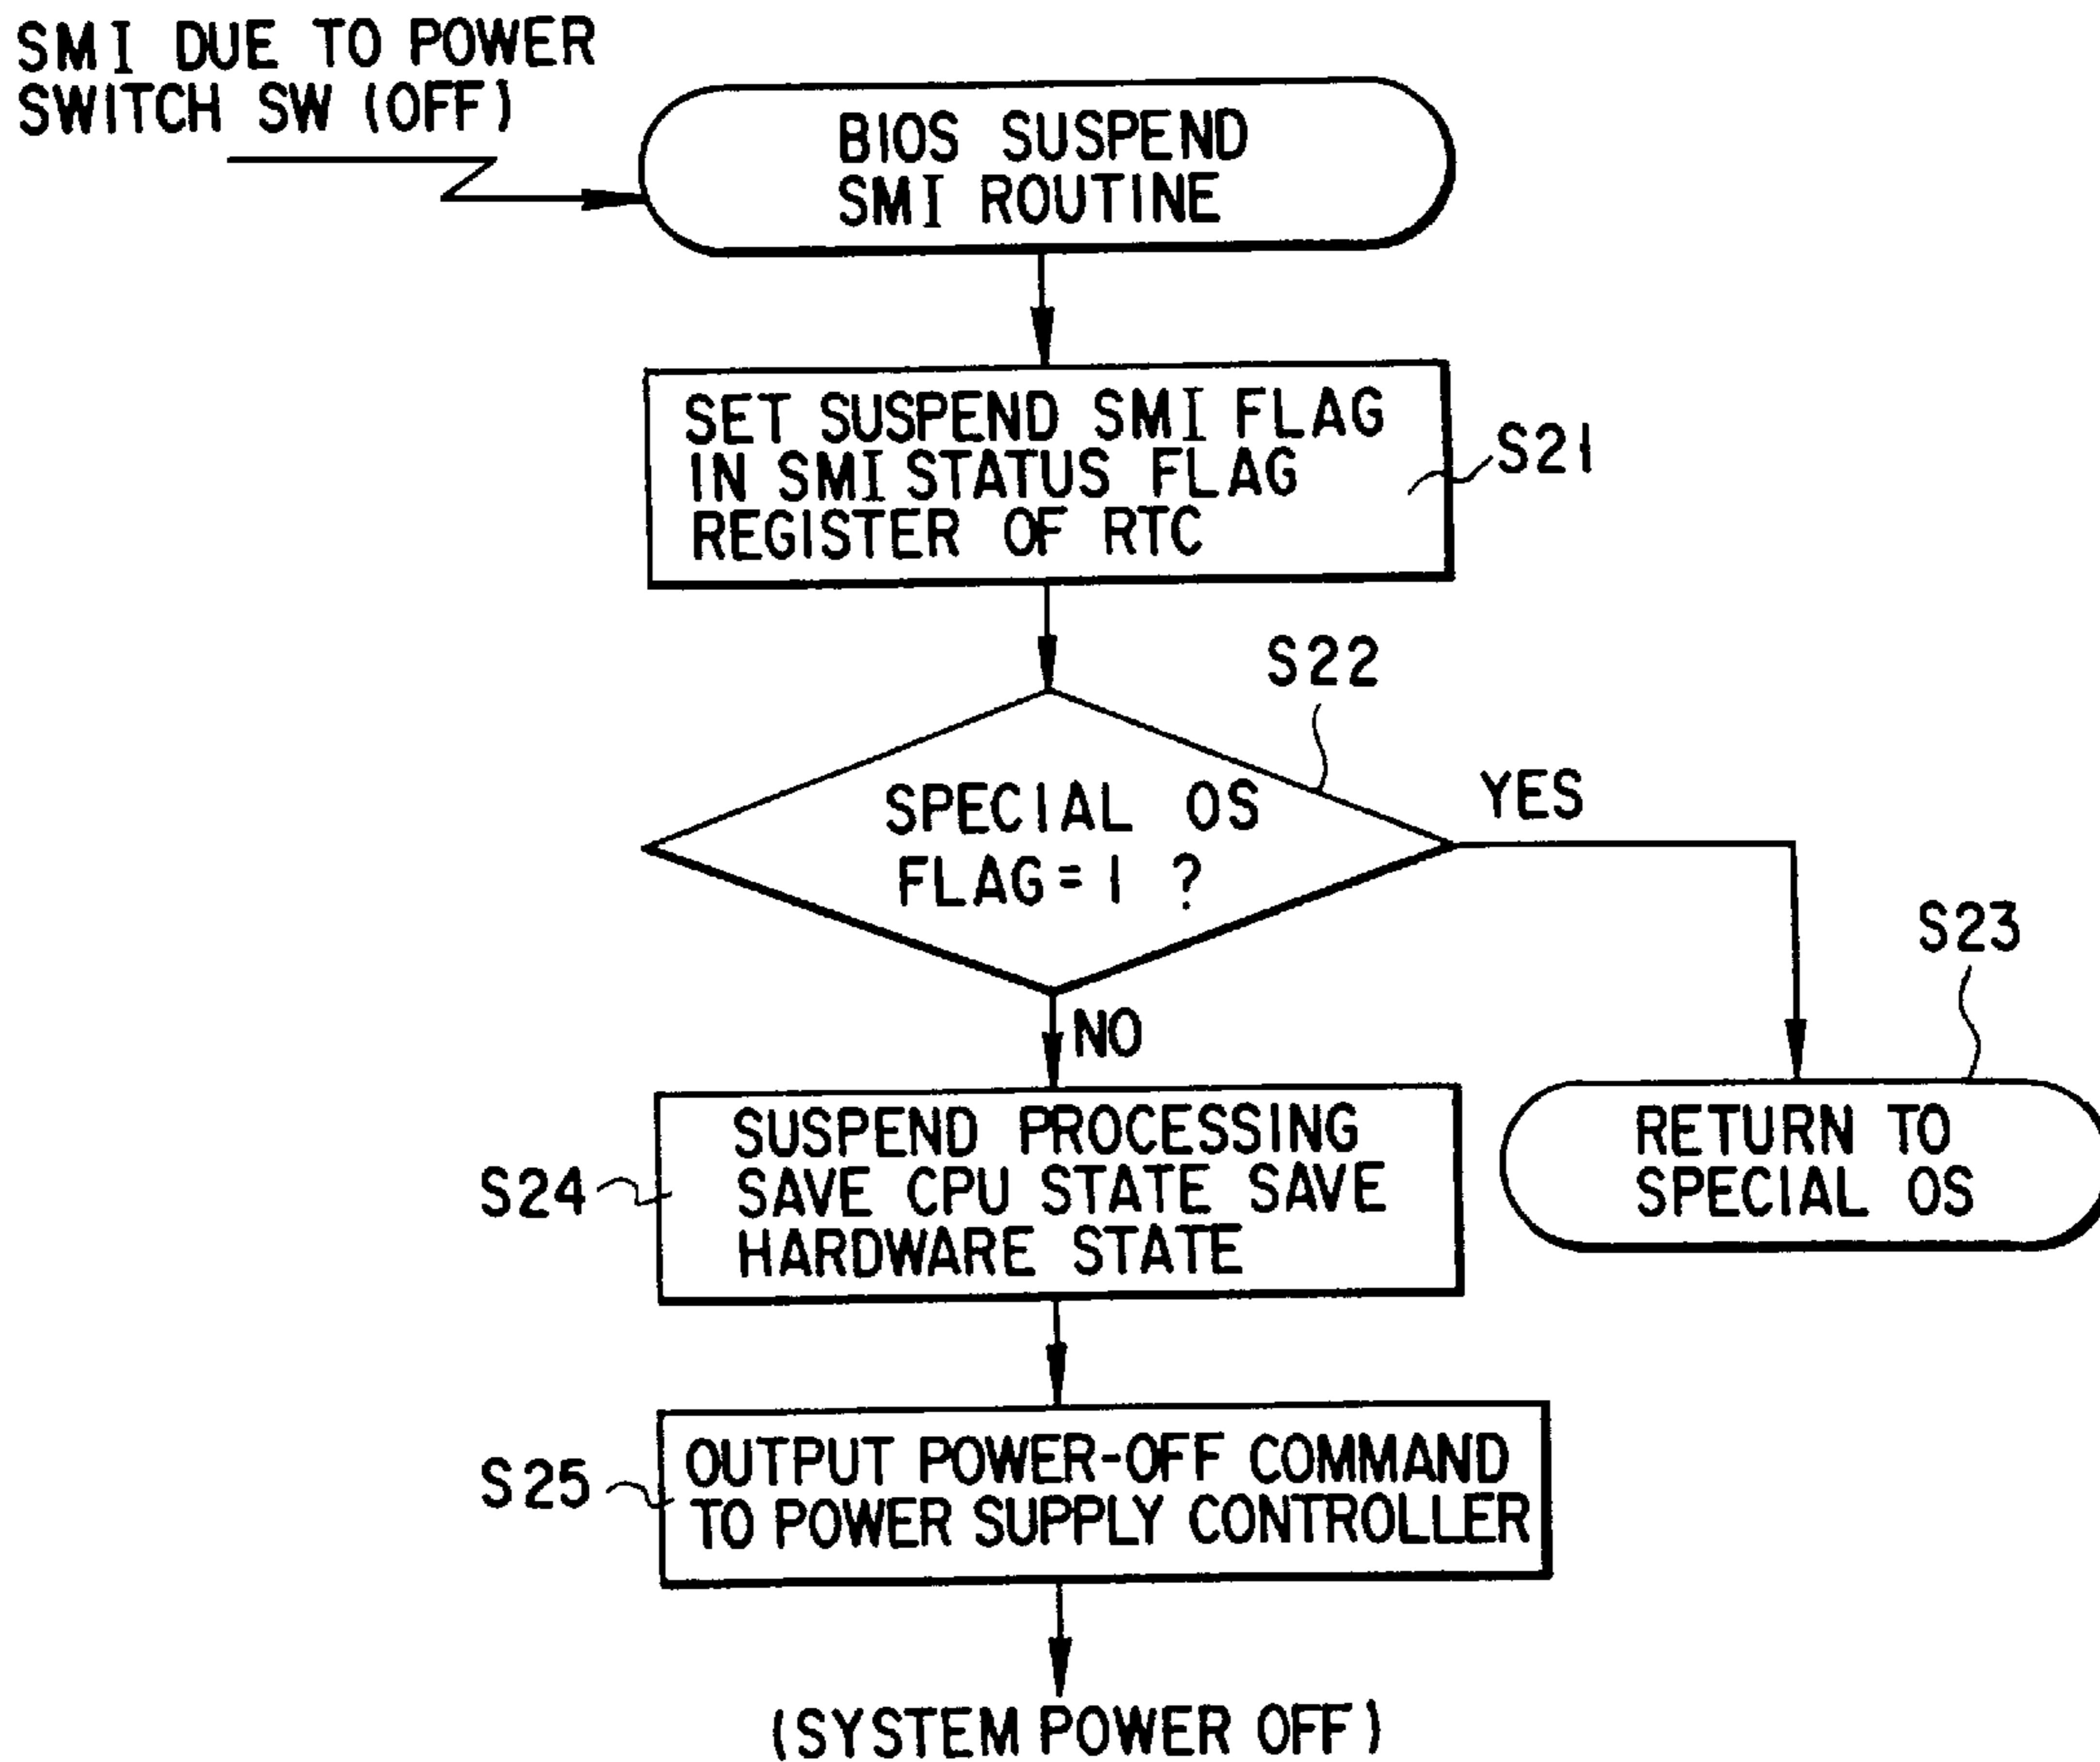 SMI DUE TO POWER
SWITCH SW (OFF)
BIOS SUSPEND
SMI ROUTINE
SET SUSPEND SMI FLAG
IN SMI STATUS FLAG
REGISTER OF RTC
S21
S22
SPECIAL OS
FLAG=1 ?
YES
NO
S23
RETURN TO
SPECIAL OS
S24
SUSPEND PROCESSING
SAVE CPU STATE SAVE
HARDWARE STATE
S25
OUTPUT POWER-OFF COMMAND
TO POWER SUPPLY CONTROLLER
(SYSTEM POWER OFF)